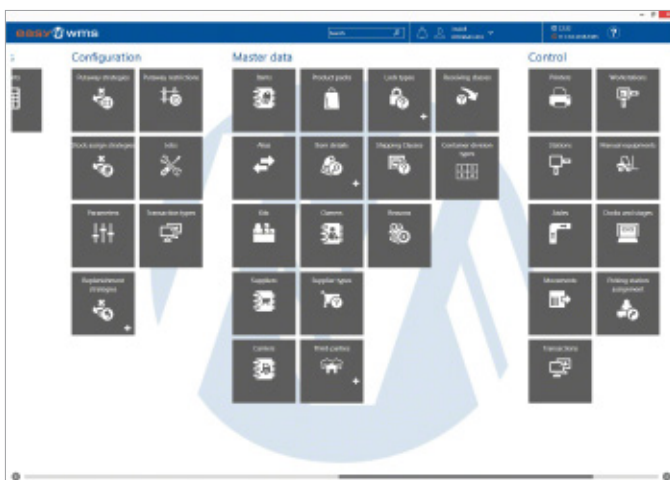 easy wms
Search
Configuration
Master data
Control
Putaway strategies
Putaway restrictions
Items
Product packs
Lock types
Receiving classes
Printers
Workstations
Stock assign strategies
Jobs
Alias
Item details
Shipping Classes
Container division
types
Stations
Manual equipments
Parameters
Transaction types
Kits
Owners
Reasons
Aisles
Docks and stages
Replenishment
strategies
Suppliers
Supplier types
Movements
Picking station
assignment
Carriers
Third-parties
Transactions